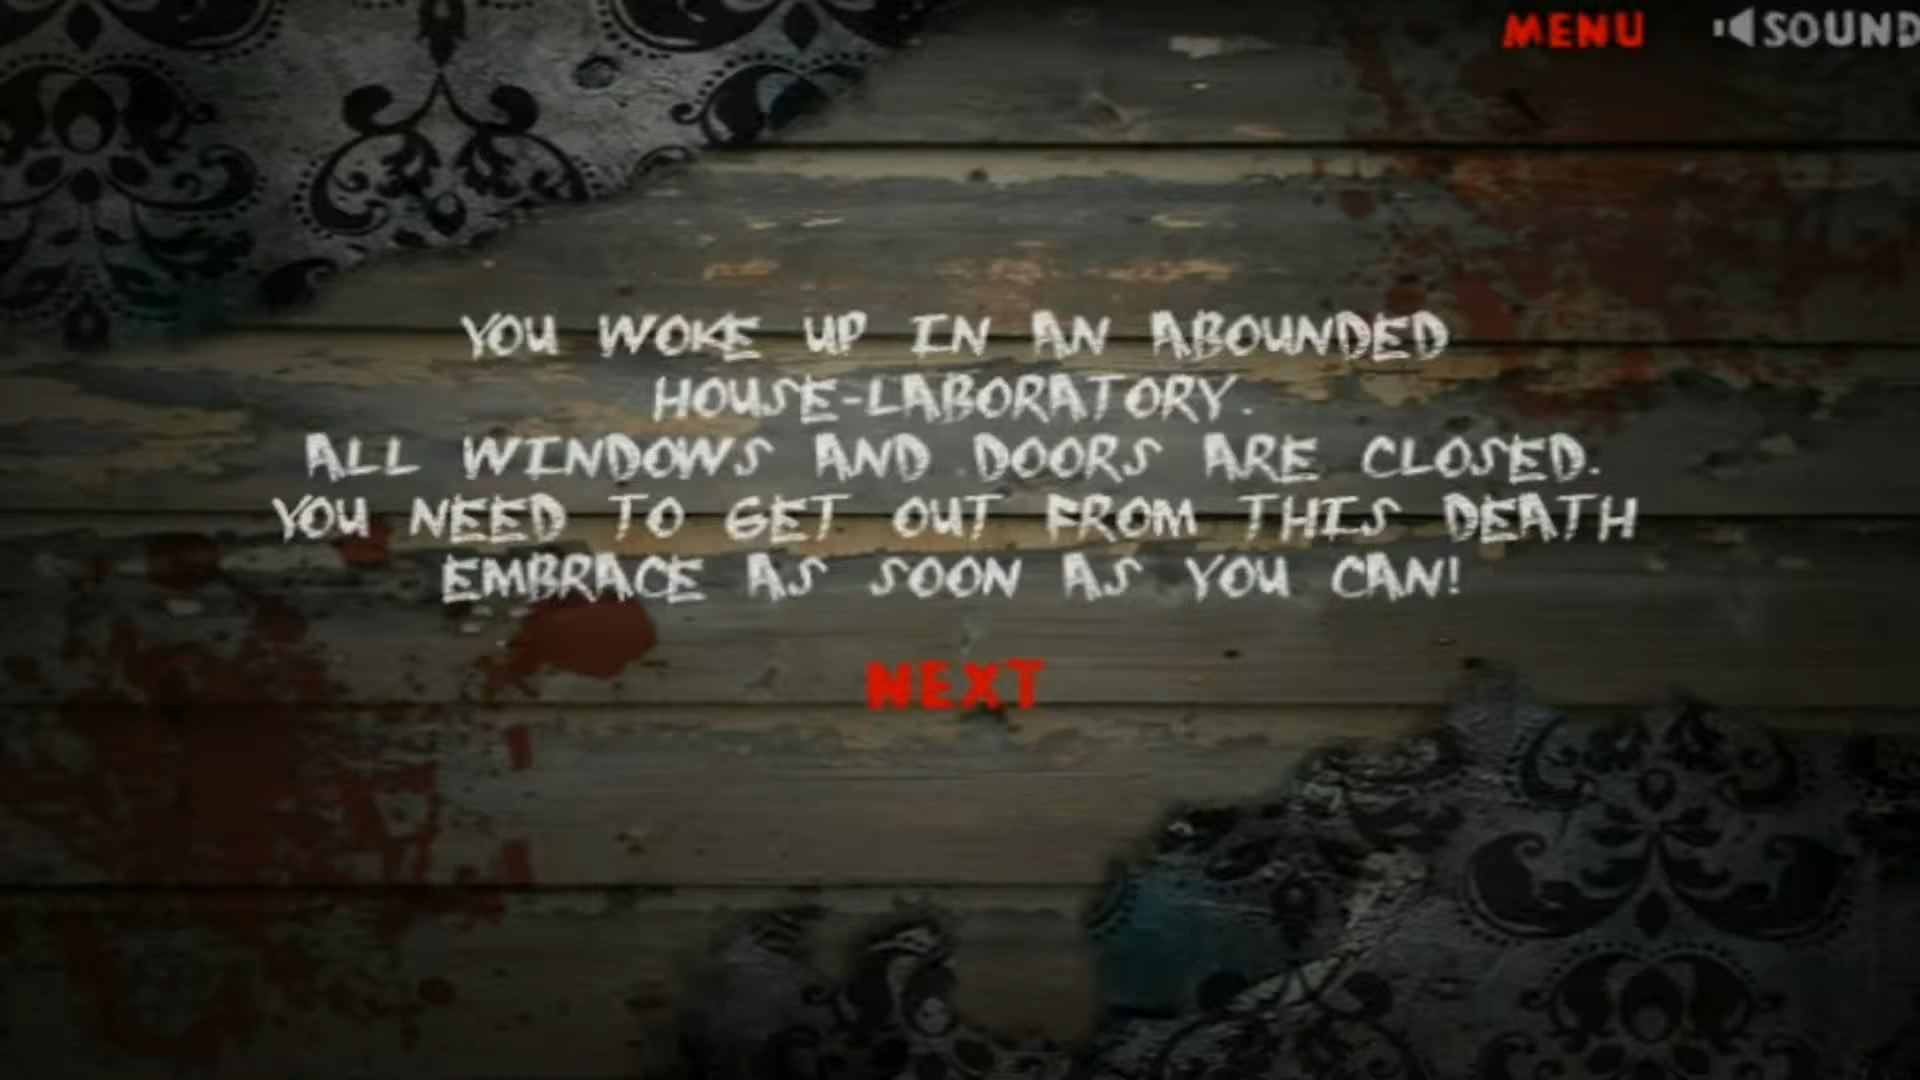 MENU SOUND
YOU WOKE UP IN AN ABOUNDED
HOUSE-LABORATORY.
ALL WINDOWS AND DOORS ARE CLOSED.
YOU NEED TO GET OUT FROM THIS DEATH
EMBRACE AS SOON AS YOU CAN!
NEXT